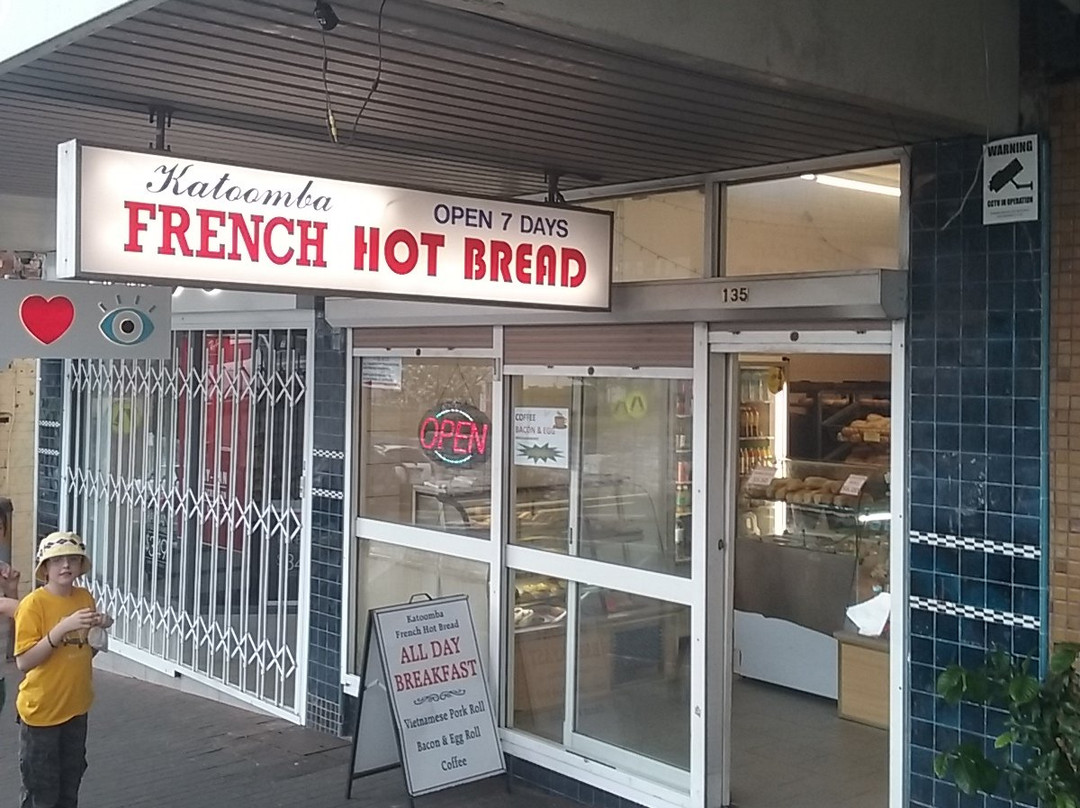 Katoomba
OPEN 7 DAYS
FRENCH HOT BREAD
135
WARNING
CCTV IN OPERATION
OPEN
COFFEE
BACON & EGG
Katoomba
French Hot Bread
ALL DAY
BREAKFAST
Vietnamese Pork Roll
Bacon & Egg Roll
Coffee